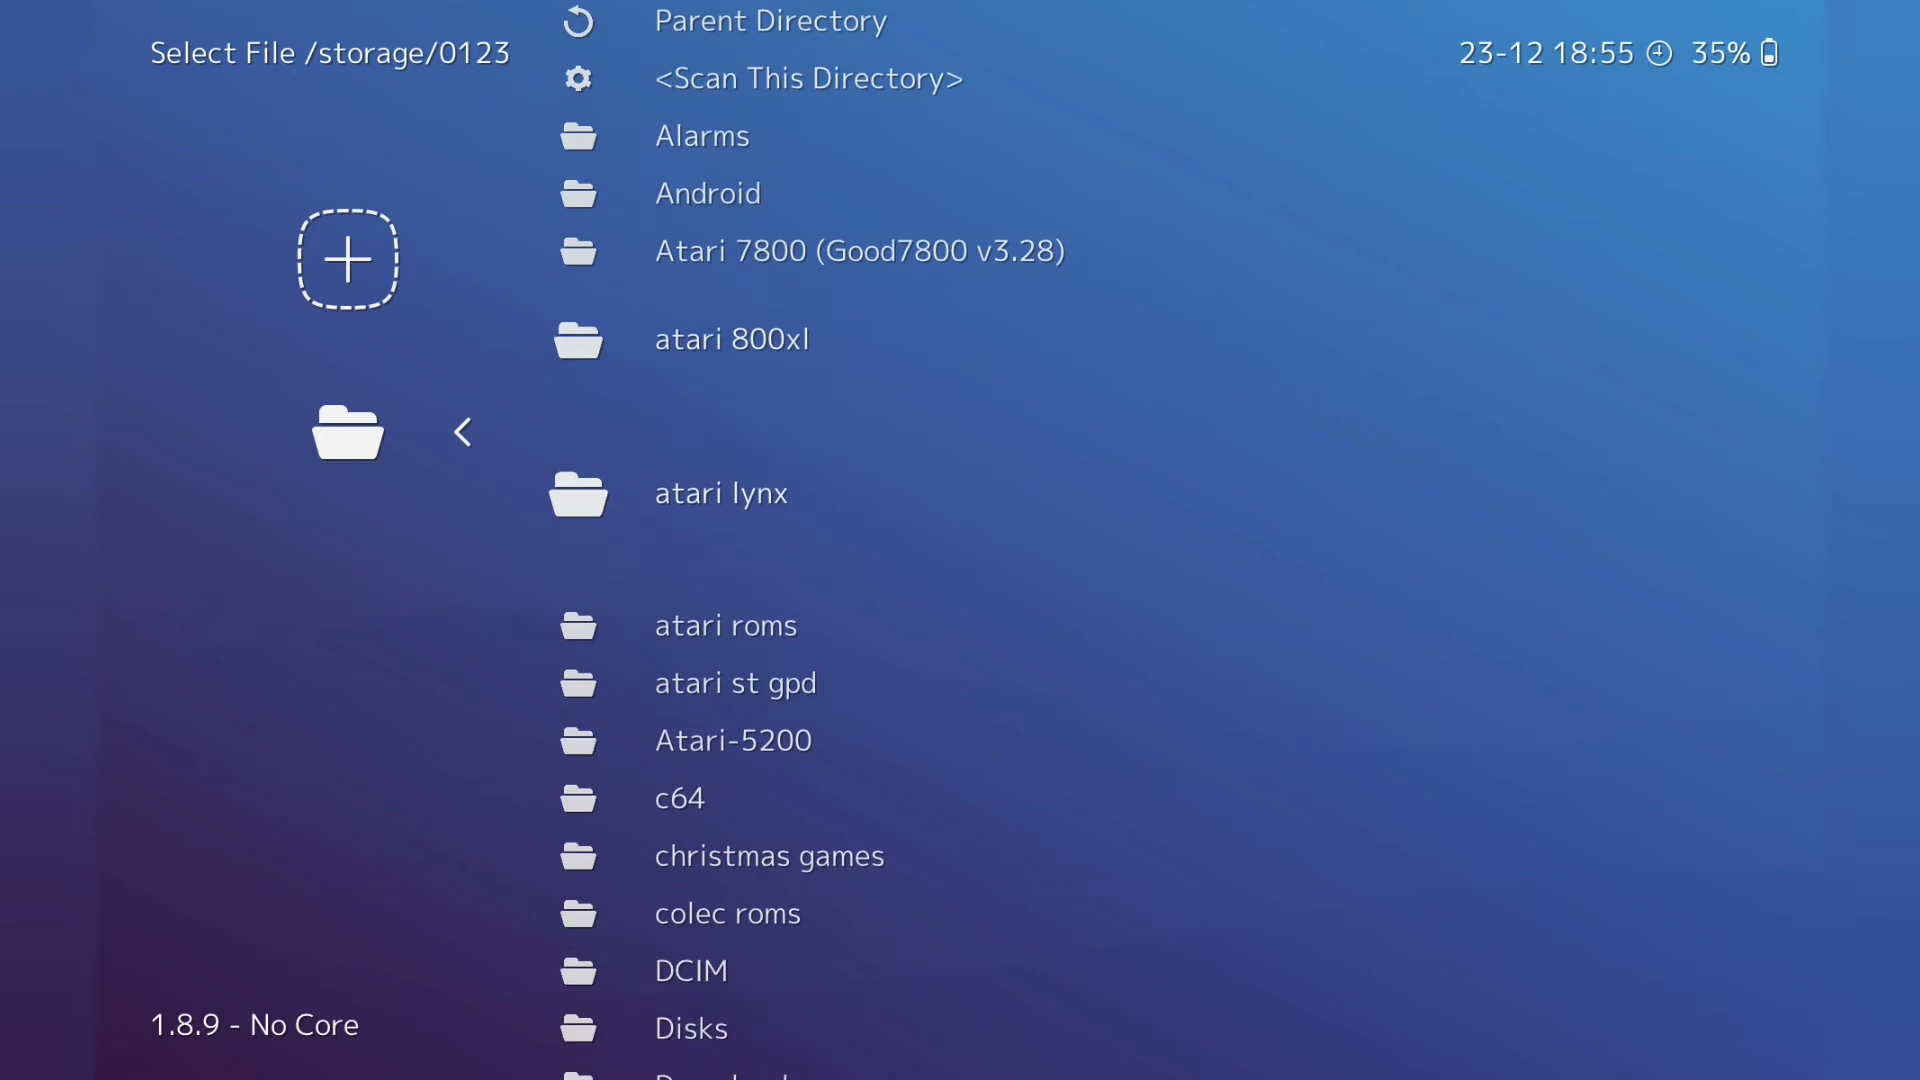 Parent Directory
Select File /storage/0123
23-12 18:55 35%
<Scan This Directory>
Alarms
Android
Atari 7800 (Good7800 v3.28)
atari 800xl
atari lynx
atari roms
atari st gpd
Atari-5200
c64
christmas games
colec roms
DCIM
1.8.9 - No Core
Disks